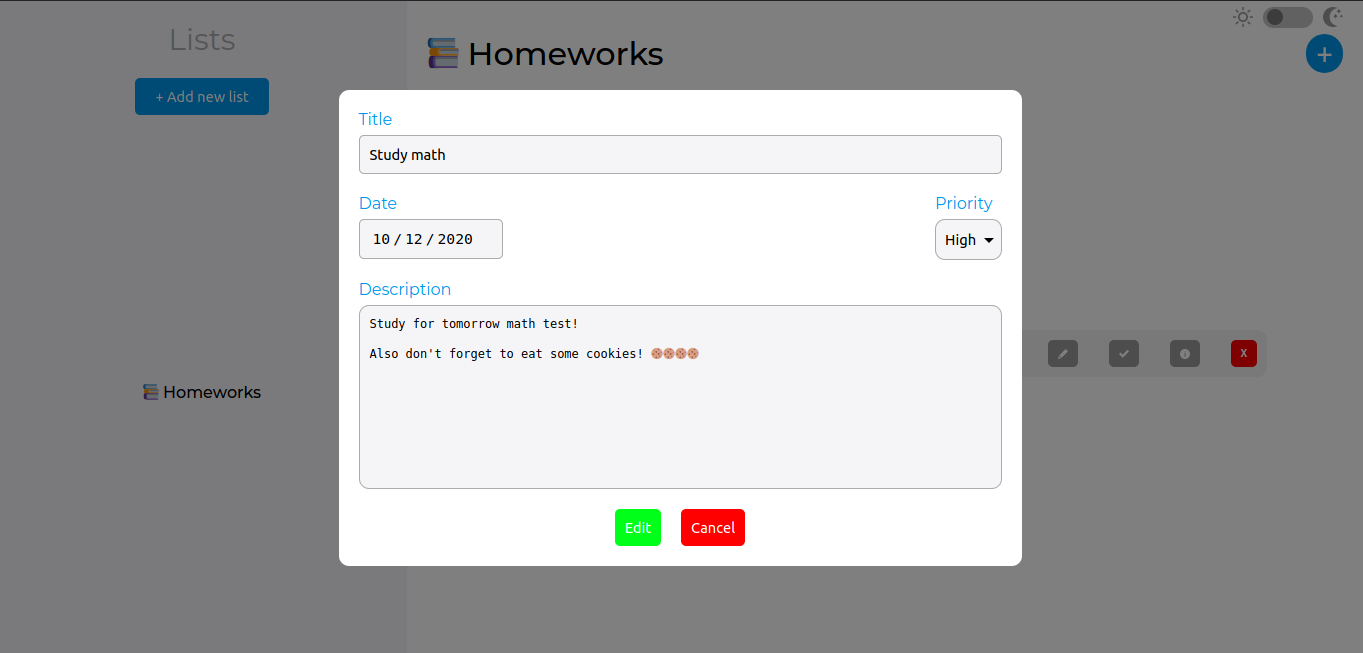 Lists
+ Add new list
📚 Homeworks
📚 Homeworks
+
Title
Study math
Date
Priority
10 / 12 / 2020
High
Description
Study for tomorrow math test!
Also don't forget to eat some cookies! 🍪🍪🍪🍪
X
Edit
Cancel